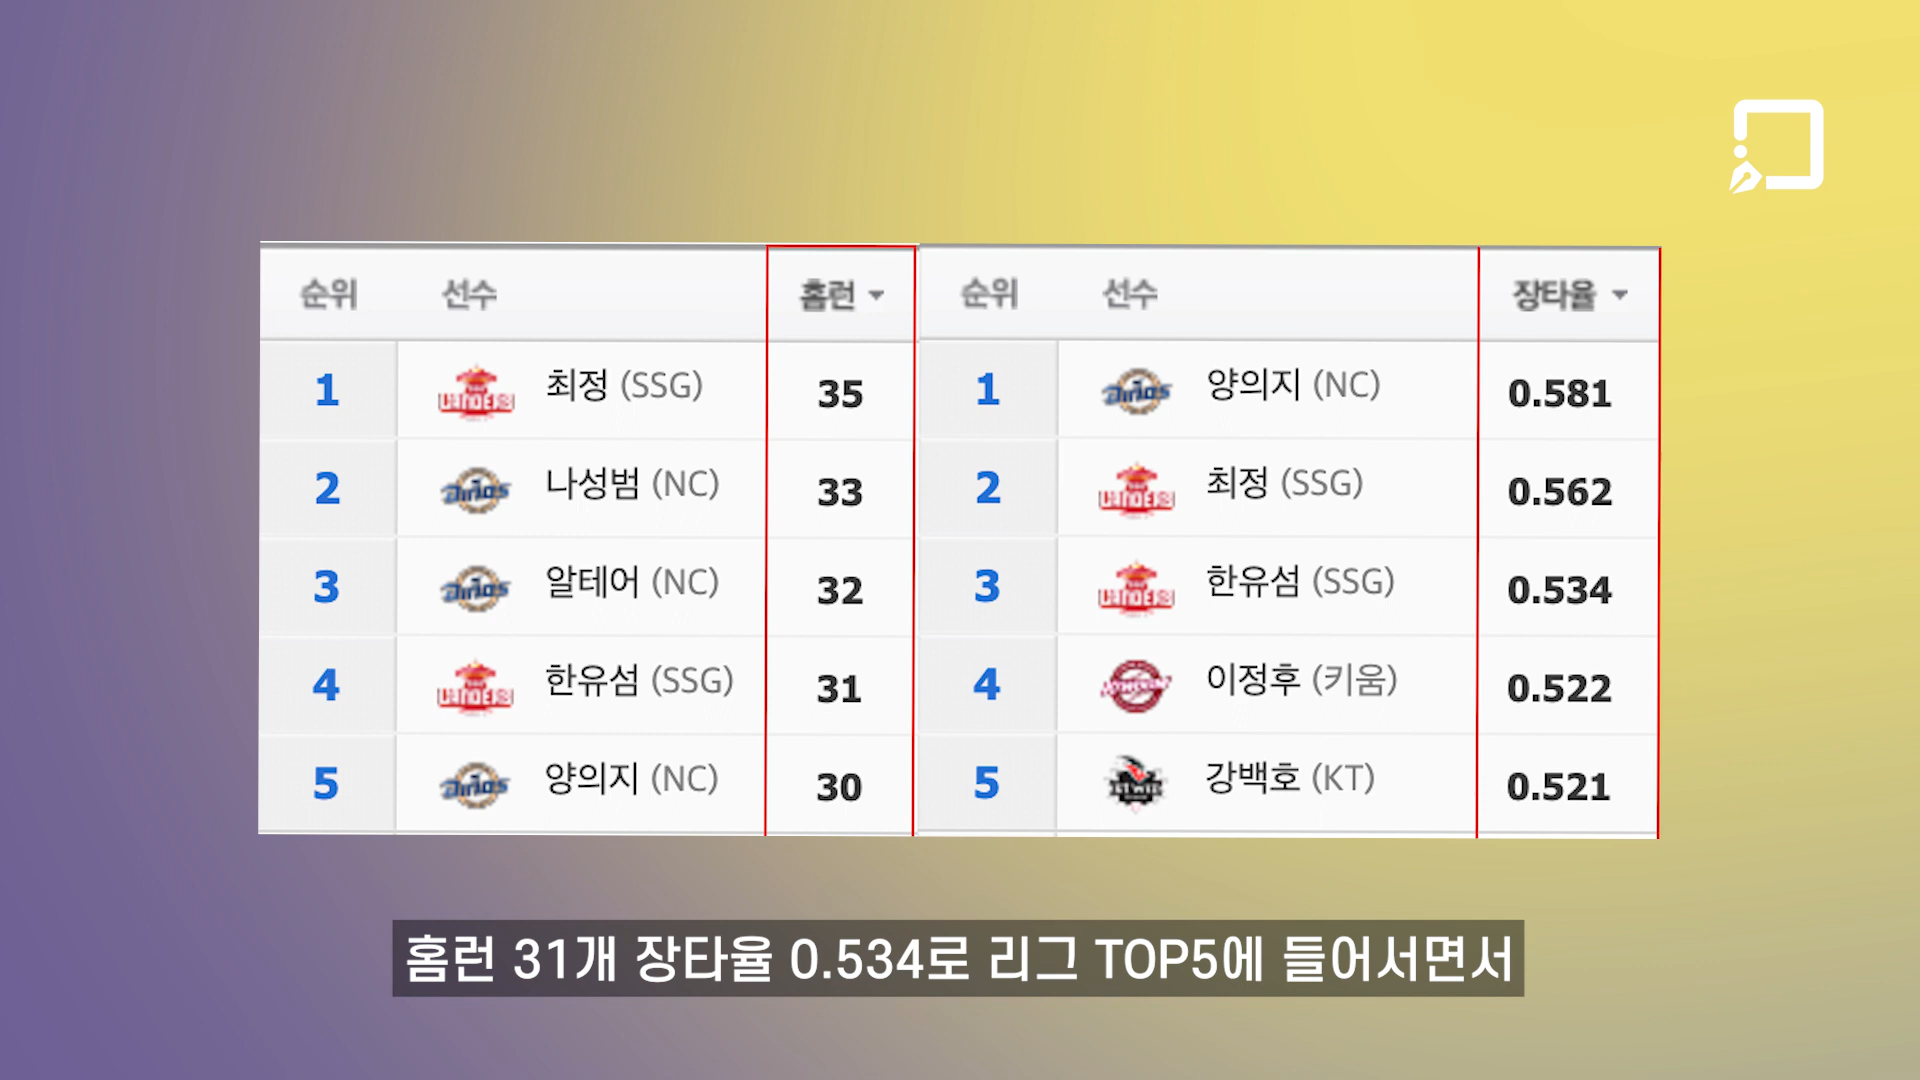 순위 선수 홈런
1 최정 (SSG) 35
2 나성범 (NC) 33
3 알테어 (NC) 32
4 한유섬 (SSG) 31
5 양의지 (NC) 30
순위 선수 장타율
1 양의지 (NC) 0.581
2 최정 (SSG) 0.562
3 한유섬 (SSG) 0.534
4 이정후 (키움) 0.522
5 강백호 (KT) 0.521
홈런 31개 장타율 0.534로 리그 TOP5에 들어서면서